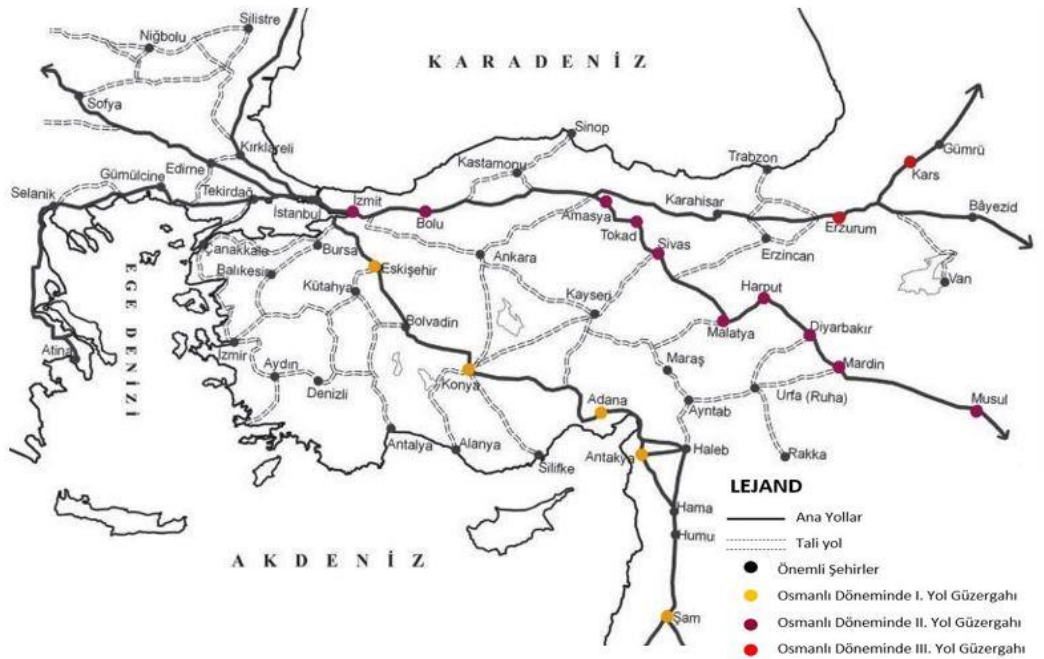 Silistre
Niğbolu
KARADENİZ
Sofya
Sinop
Kırklareli
Gümrü
Edirne
Kastamonu
Trabzon
Kars
Gümülcine
Selanik
Tekirdağ
İzmit
Karahisar
Bâyezid
İstanbul
Bolu
Amasya
Erzurum
Tokad
Çanakkale
Bursa
Sivas
Ankara
Erzincan
Balıkesir
Eskişehir
Van
Kütahya
Kayseri
Harput
EGE DENİZİ
Bolvadin
Malatya
Diyarbakır
Atina
İzmir
Maraş
Mardin
Aydın
Konya
Denizli
Urfa (Ruha)
Adana
Ayntab
Musul
Antalya
Alanya
Silifke
Antakya
Haleb
Rakka
LEJAND
Hama
Ana Yollar
Humu
Tali yol
AKDENİZ
Önemli Şehirler
Osmanlı Döneminde I. Yol Güzergahı
Şam
Osmanlı Döneminde II. Yol Güzergahı
Osmanlı Döneminde III. Yol Güzergahı